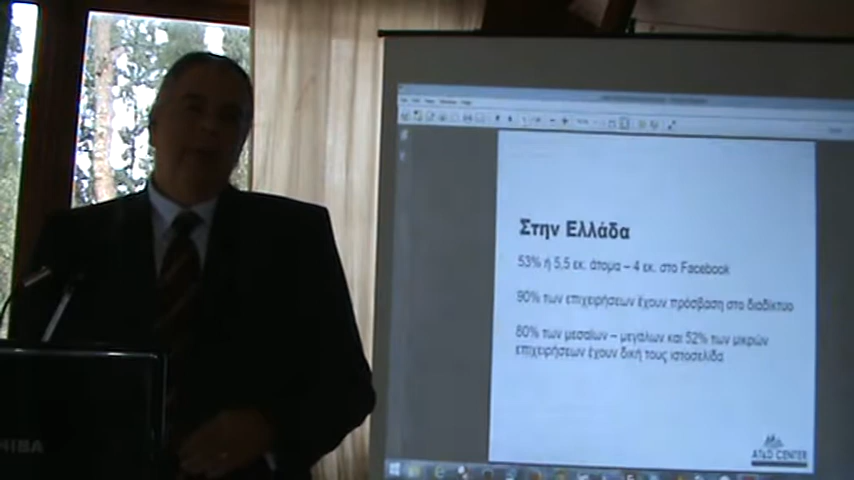 Στην Ελλάδα
53% ή 5,5 εκ. άτομα – 4 εκ. στο Facebook
90% των επιχειρήσεων έχουν πρόσβαση στο διαδίκτυο
80% των μεσαίων – μεγάλων και 52% των μικρών
επιχειρήσεων έχουν δική τους ιστοσελίδα
CENTER
HIBA